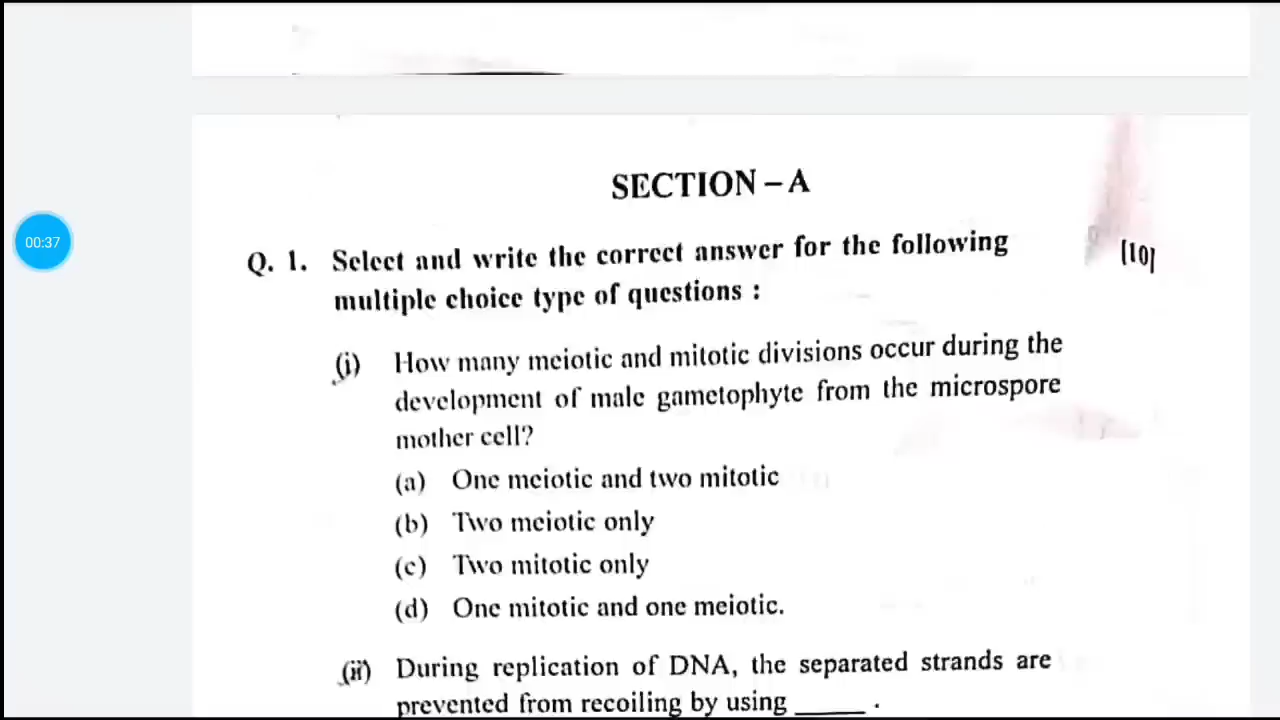 SECTION – A
00:37
Q. 1. Select and write the correct answer for the following [10]
multiple choice type of questions :
(i) How many meiotic and mitotic divisions occur during the
development of male gametophyte from the microspore
mother cell?
(a) One meiotic and two mitotic
(b) Two meiotic only
(c) Two mitotic only
(d) One mitotic and one meiotic.
(ii) During replication of DNA, the separated strands are
prevented from recoiling by using _____ .